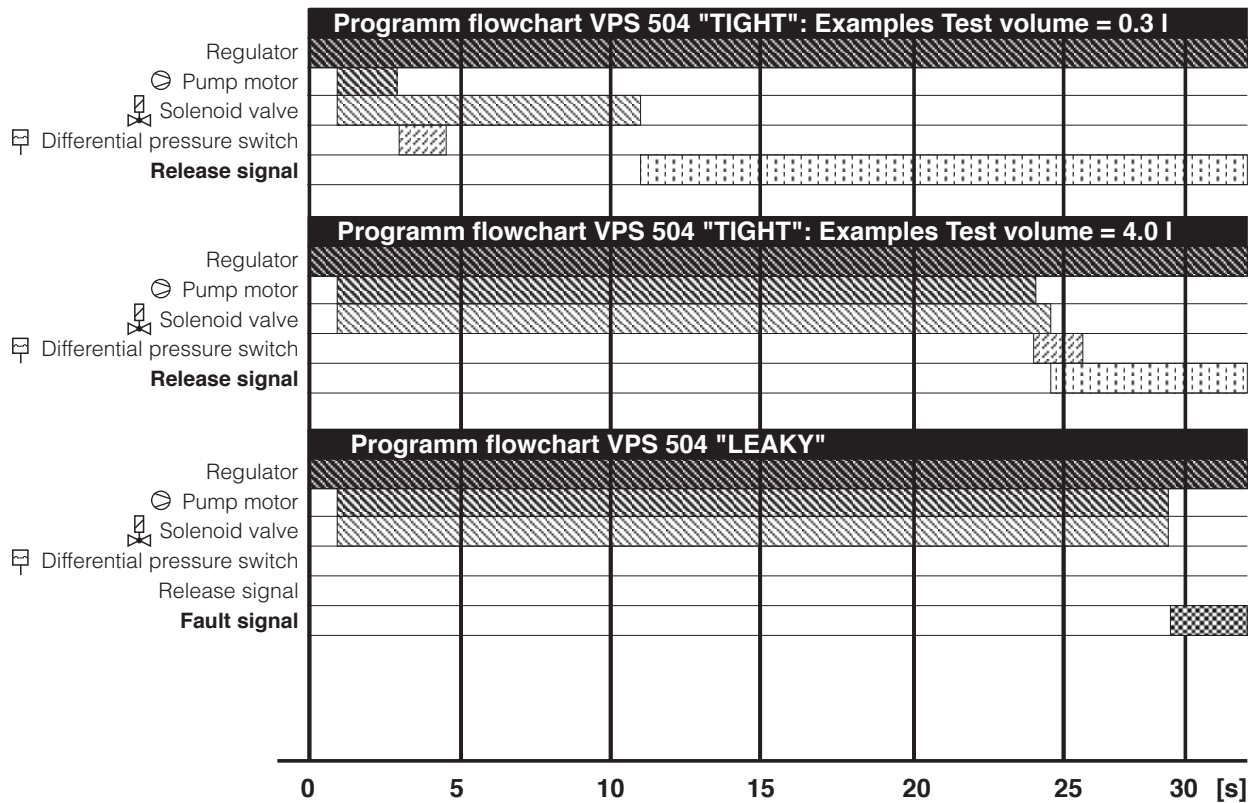 Programm flowchart VPS 504 "TIGHT": Examples Test volume = 0.3 l
Regulator
Pump motor
Solenoid valve
Differential pressure switch
Release signal
Programm flowchart VPS 504 "TIGHT": Examples Test volume = 4.0 l
Regulator
Pump motor
Solenoid valve
Differential pressure switch
Release signal
Programm flowchart VPS 504 "LEAKY"
Regulator
Pump motor
Solenoid valve
Differential pressure switch
Release signal
Fault signal
0 5 10 15 20 25 30 [s]